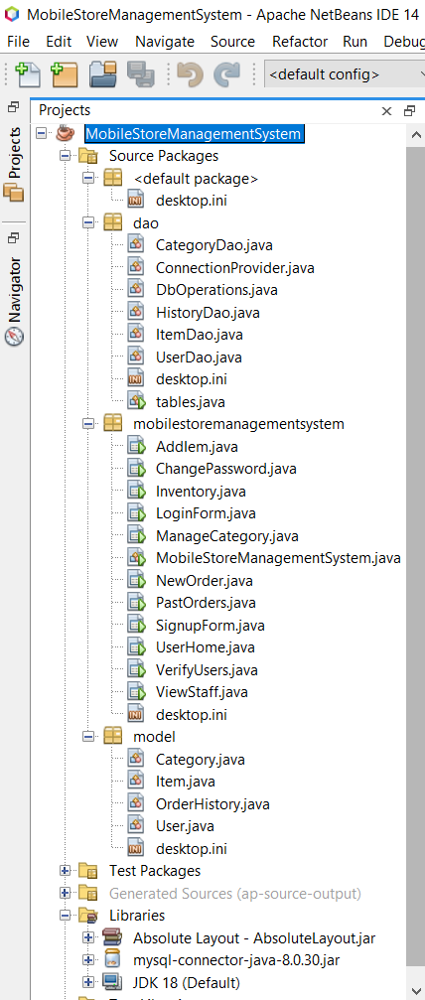 MobileStoreManagementSystem - Apache NetBeans IDE 14
File Edit View Navigate Source Refactor Run Debug
<default config>
Projects
Projects
Navigator
MobileStoreManagementSystem
Source Packages
<default package>
desktop.ini
dao
CategoryDao.java
ConnectionProvider.java
DbOperations.java
HistoryDao.java
ItemDao.java
UserDao.java
desktop.ini
tables.java
mobilestoremanagementsystem
AddIem.java
ChangePassword.java
Inventory.java
LoginForm.java
ManageCategory.java
MobileStoreManagementSystem.java
NewOrder.java
PastOrders.java
SignupForm.java
UserHome.java
VerifyUsers.java
ViewStaff.java
desktop.ini
model
Category.java
Item.java
OrderHistory.java
User.java
desktop.ini
Test Packages
Generated Sources (ap-source-output)
Libraries
Absolute Layout - AbsoluteLayout.jar
mysql-connector-java-8.0.30.jar
JDK 18 (Default)